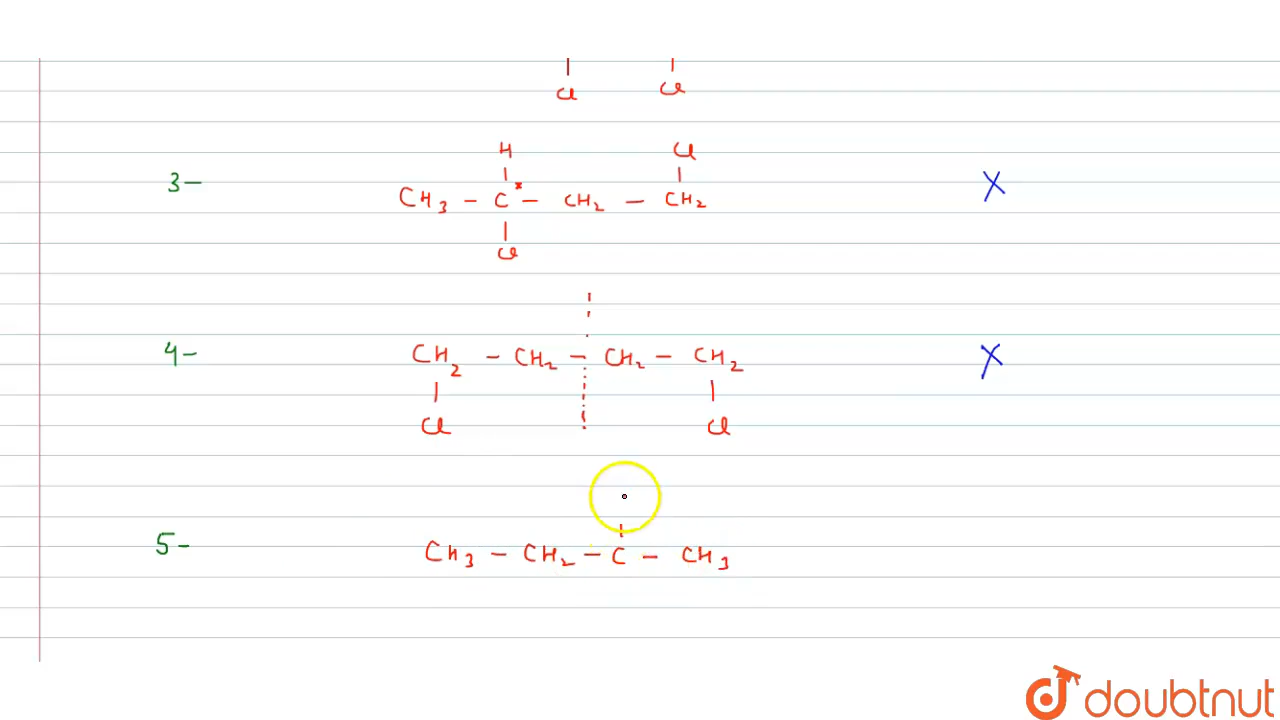 Cl Cl
H Cl
3- CH3 - C* - CH2 - CH2 X
Cl
4- CH2 - CH2 - CH2 - CH2 X
Cl Cl
5- CH3 - CH2 - C - CH3
doubtnut